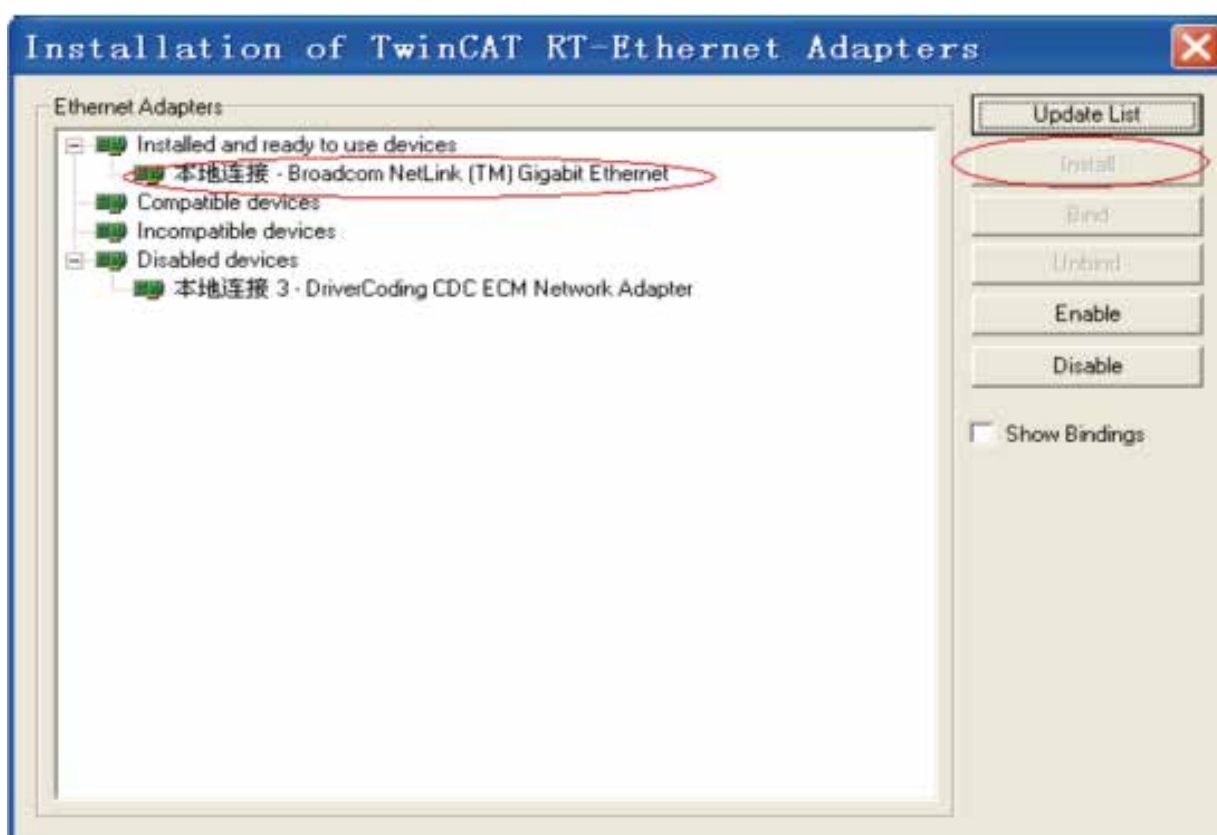 Installation of TwinCAT RT-Ethernet Adapters
Ethernet Adapters
Installed and ready to use devices
本地连接 - Broadcom NetLink (TM) Gigabit Ethernet
Compatible devices
Incompatible devices
Disabled devices
本地连接 3 - DriverCoding CDC ECM Network Adapter
Update List
Install
Bind
Unbind
Enable
Disable
Show Bindings